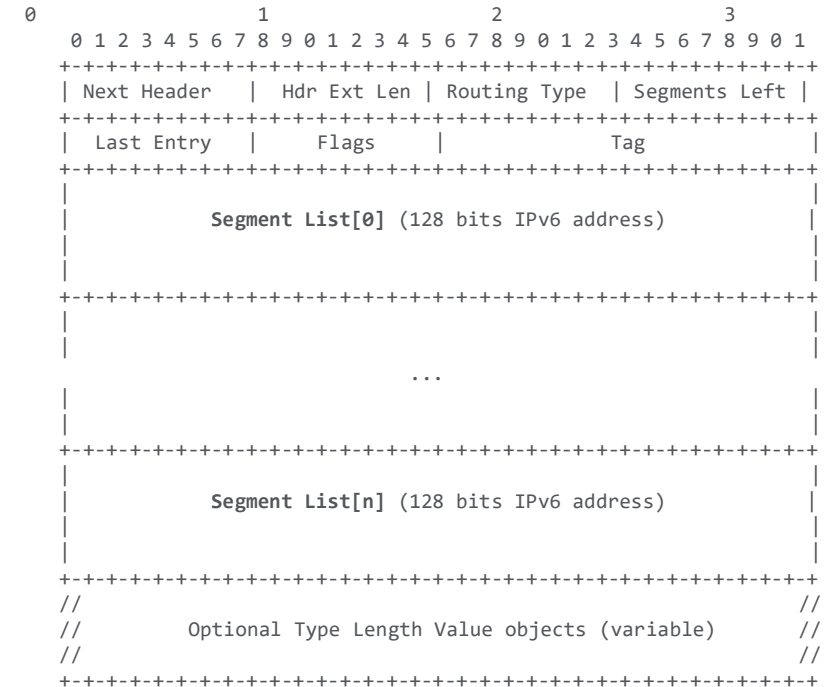 0                   1                   2                   3
0 1 2 3 4 5 6 7 8 9 0 1 2 3 4 5 6 7 8 9 0 1 2 3 4 5 6 7 8 9 0 1
+-+-+-+-+-+-+-+-+-+-+-+-+-+-+-+-+-+-+-+-+-+-+-+-+-+-+-+-+-+-+-+-+
| Next Header | Hdr Ext Len | Routing Type | Segments Left |
+-+-+-+-+-+-+-+-+-+-+-+-+-+-+-+-+-+-+-+-+-+-+-+-+-+-+-+-+-+-+-+-+
| Last Entry | Flags | Tag |
+-+-+-+-+-+-+-+-+-+-+-+-+-+-+-+-+-+-+-+-+-+-+-+-+-+-+-+-+-+-+-+-+
| |
| Segment List[0] (128 bits IPv6 address) |
| |
| |
+-+-+-+-+-+-+-+-+-+-+-+-+-+-+-+-+-+-+-+-+-+-+-+-+-+-+-+-+-+-+-+-+
| |
| |
...
| |
| |
+-+-+-+-+-+-+-+-+-+-+-+-+-+-+-+-+-+-+-+-+-+-+-+-+-+-+-+-+-+-+-+-+
| |
| Segment List[n] (128 bits IPv6 address) |
| |
| |
+-+-+-+-+-+-+-+-+-+-+-+-+-+-+-+-+-+-+-+-+-+-+-+-+-+-+-+-+-+-+-+-+
// //
// Optional Type Length Value objects (variable) //
// //
+-+-+-+-+-+-+-+-+-+-+-+-+-+-+-+-+-+-+-+-+-+-+-+-+-+-+-+-+-+-+-+-+